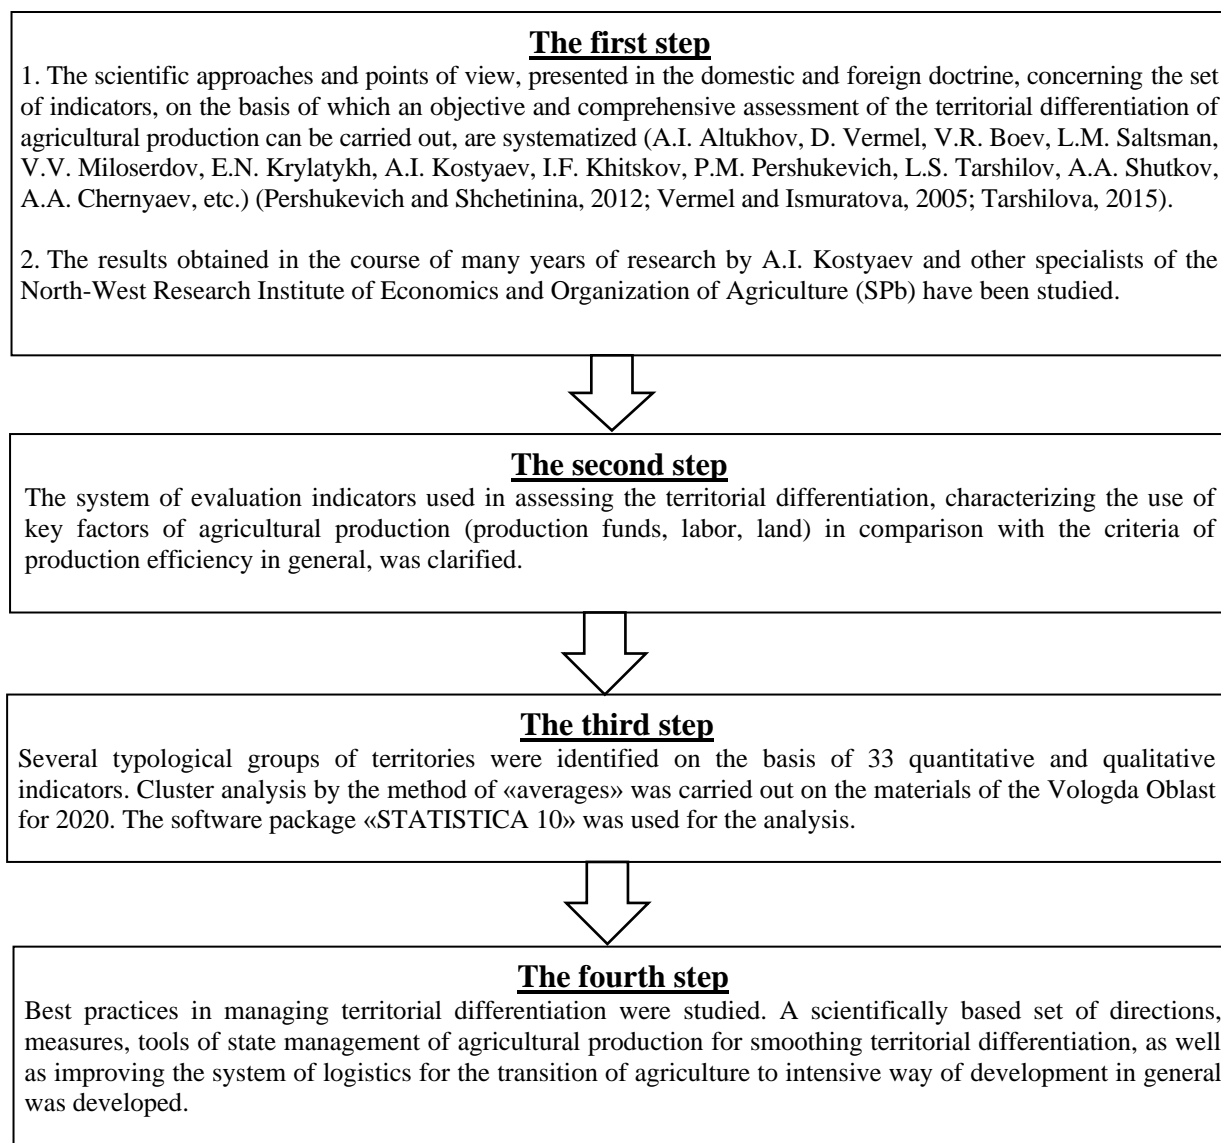 The first step
1. The scientific approaches and points of view, presented in the domestic and foreign doctrine, concerning the set
of indicators, on the basis of which an objective and comprehensive assessment of the territorial differentiation of
agricultural production can be carried out, are systematized (A.I. Altukhov, D. Vermel, V.R. Boev, L.M. Saltsman,
V.V. Miloserdov, E.N. Krylatykh, A.I. Kostyaev, I.F. Khitskov, P.M. Pershukevich, L.S. Tarshilov, A.A. Shutkov,
A.A. Chernyaev, etc.) (Pershukevich and Shchetinina, 2012; Vermel and Ismuratova, 2005; Tarshilova, 2015).
2. The results obtained in the course of many years of research by A.I. Kostyaev and other specialists of the
North-West Research Institute of Economics and Organization of Agriculture (SPb) have been studied.
The second step
The system of evaluation indicators used in assessing the territorial differentiation, characterizing the use of
key factors of agricultural production (production funds, labor, land) in comparison with the criteria of
production efficiency in general, was clarified.
The third step
Several typological groups of territories were identified on the basis of 33 quantitative and qualitative
indicators. Cluster analysis by the method of «averages» was carried out on the materials of the Vologda Oblast
for 2020. The software package «STATISTICA 10» was used for the analysis.
The fourth step
Best practices in managing territorial differentiation were studied. A scientifically based set of directions,
measures, tools of state management of agricultural production for smoothing territorial differentiation, as well
as improving the system of logistics for the transition of agriculture to intensive way of development in general
was developed.